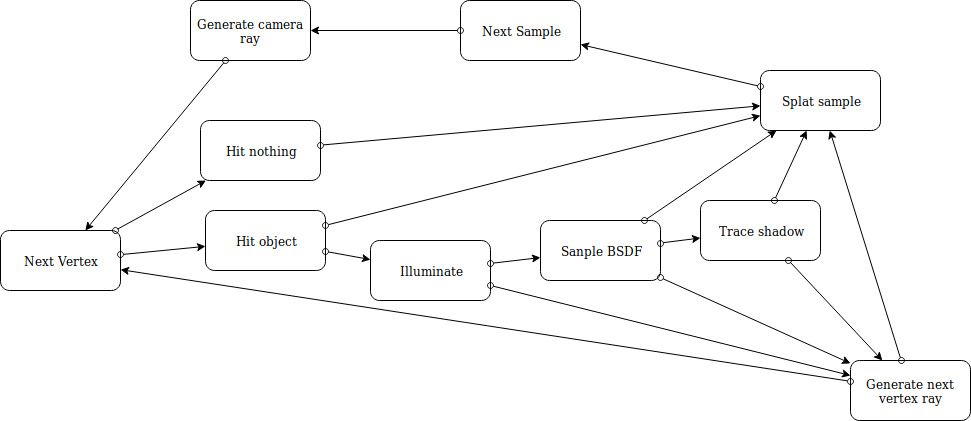 Generate camera
ray
Next Sample
Splat sample
Hit nothing
Hit object
Next Vertex
Illuminate
Sanple BSDF
Trace shadow
Generate next
vertex ray